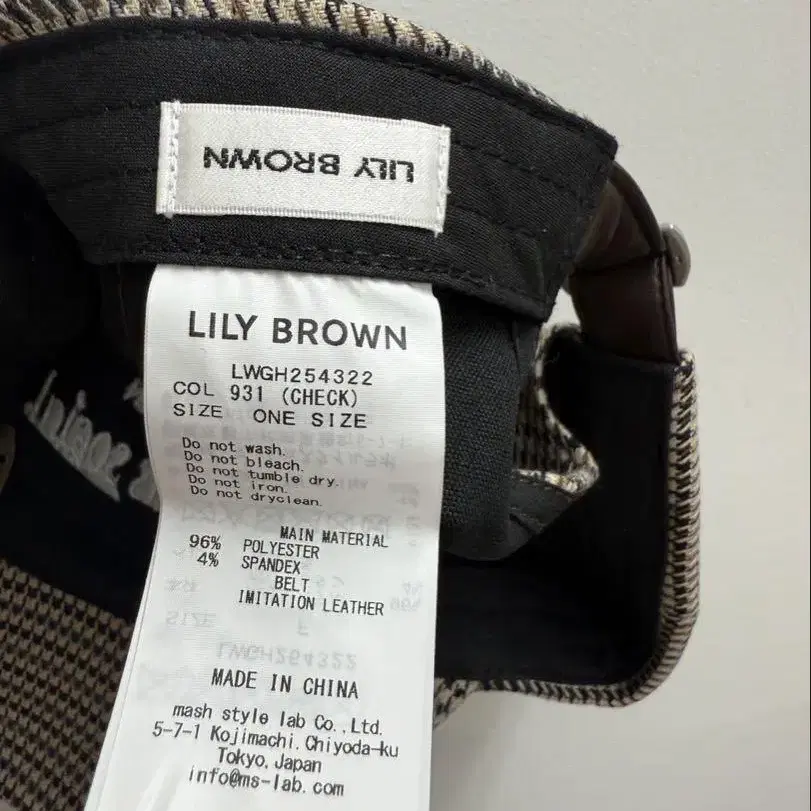 LILY BROWN
LILY BROWN
LWGH254322
COL 931 (CHECK)
SIZE ONE SIZE
Do not wash.
Do not bleach.
Do not tumble dry.
Do not iron.
Do not dryclean.
MAIN MATERIAL
96% POLYESTER
4% SPANDEX
BELT
IMITATION LEATHER
MADE IN CHINA
mash style lab Co.,Ltd.
5-7-1 Kojimachi.Chiyoda-ku
Tokyo,Japan
info@ms-lab.com